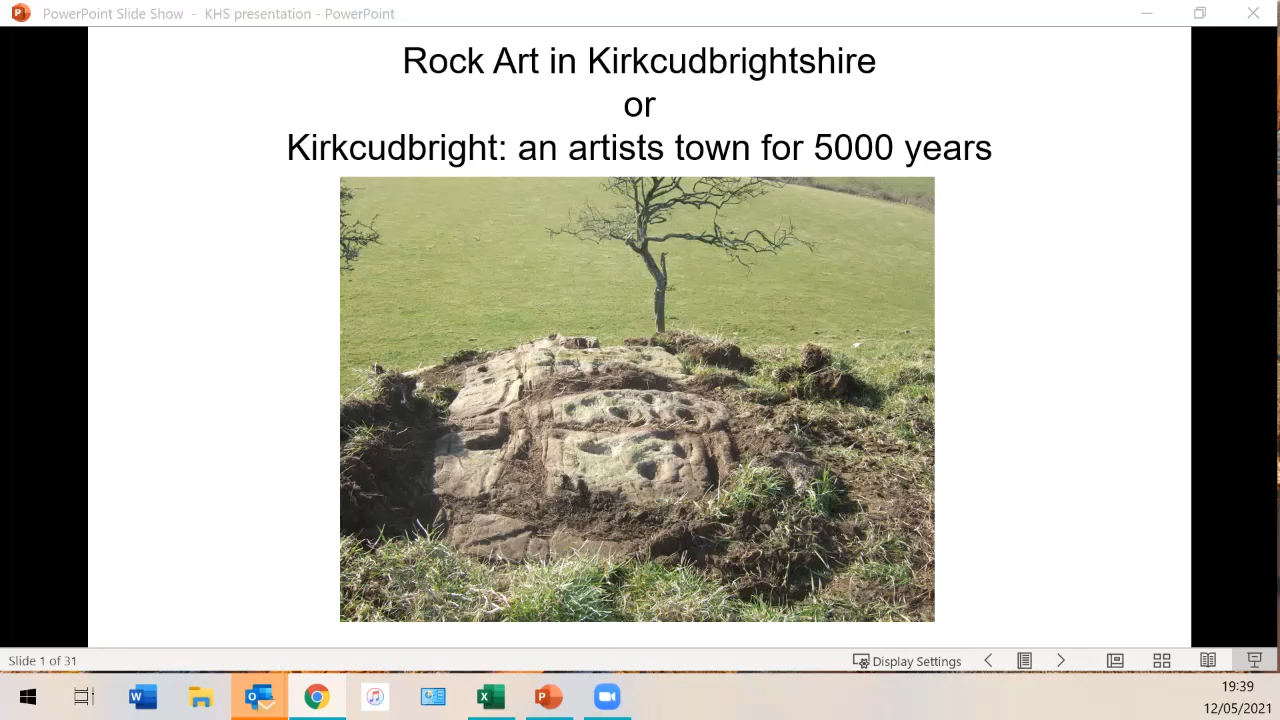 PowerPoint Slide Show - KHS presentation - PowerPoint
Rock Art in Kirkcudbrightshire
or
Kirkcudbright: an artists town for 5000 years
Slide 1 of 31
Display Settings
19:39
12/05/2021